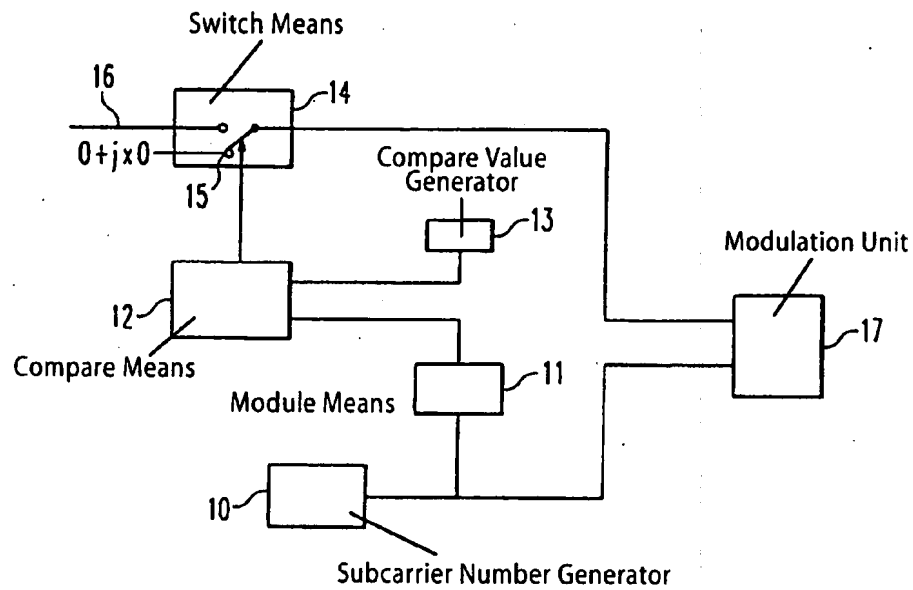 Switch Means
16
14
0+jx0
15
Compare Value
Generator
13
Modulation Unit
12
17
Compare Means
11
Module Means
10
Subcarrier Number Generator